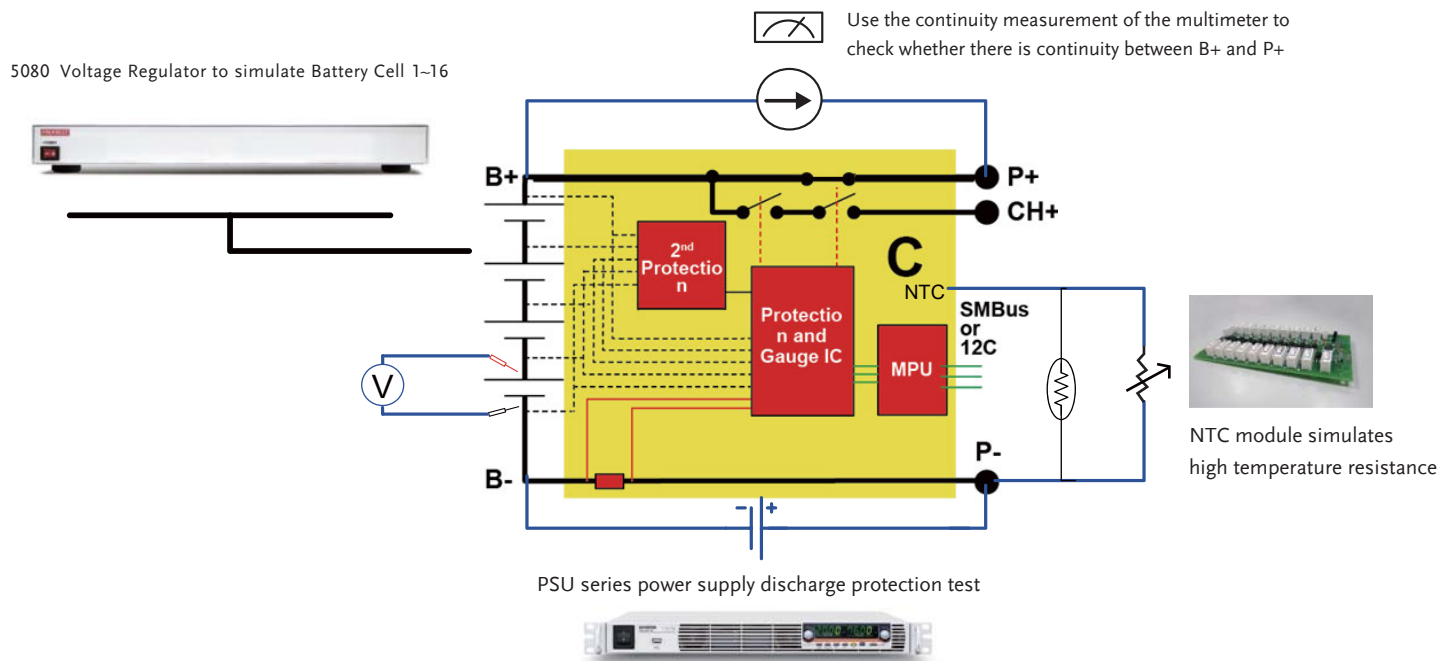 Use the continuity measurement of the multimeter to
check whether there is continuity between B+ and P+
5080 Voltage Regulator to simulate Battery Cell 1~16
B+
P+
CH+
2nd
Protectio
n
C
NTC
SMBus
or
12C
Protectio
n and
Gauge IC
MPU
V
NTC module simulates
high temperature resistance
P-
B-
- +
PSU series power supply discharge protection test